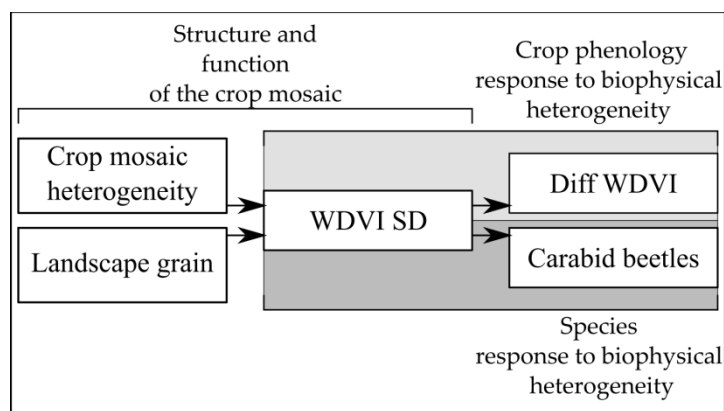 Structure and
function
of the crop mosaic
Crop phenology
response to biophysical
heterogeneity
Crop mosaic
heterogeneity
Landscape grain
WDVI SD
Diff WDVI
Carabid beetles
Species
response to biophysical
heterogeneity